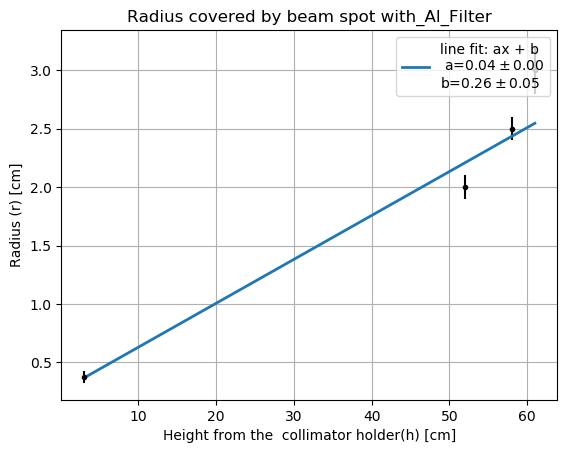 Radius covered by beam spot with_Al_Filter
line fit: ax + b
a=0.04 ± 0.00
b=0.26 ± 0.05
3.0
2.5
2.0
1.5
1.0
0.5
Radius (r) [cm]
10 20 30 40 50 60
Height from the  collimator holder(h) [cm]